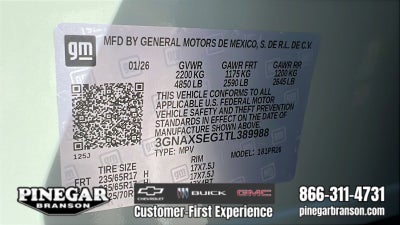 gm
MFD BY GENERAL MOTORS DE MEXICO, S. DE R.L. DE C.V.
01/26 GVWR GAWR FRT GAWR RR
2200 KG 1175 KG 1200 KG
4850 LB 2590 LB 2645 LB
THIS VEHICLE CONFORMS TO ALL
APPLICABLE U.S. FEDERAL MOTOR
VEHICLE SAFETY AND THEFT PREVENTION
STANDARDS IN EFFECT ON THE DATE OF
MANUFACTURE SHOWN ABOVE.
3GNAXSEG1TL389988
TYPE: MPV MODEL: 181PR26
125J
TIRE SIZE RIM
FRT 235/65R17 H 17X7.5J
65R17 H 17X7.5J
PINEGAR
BRANSON
CHEVROLET BUICK GMC
Customer-First Experience
866-311-4731
pinegarbranson.com